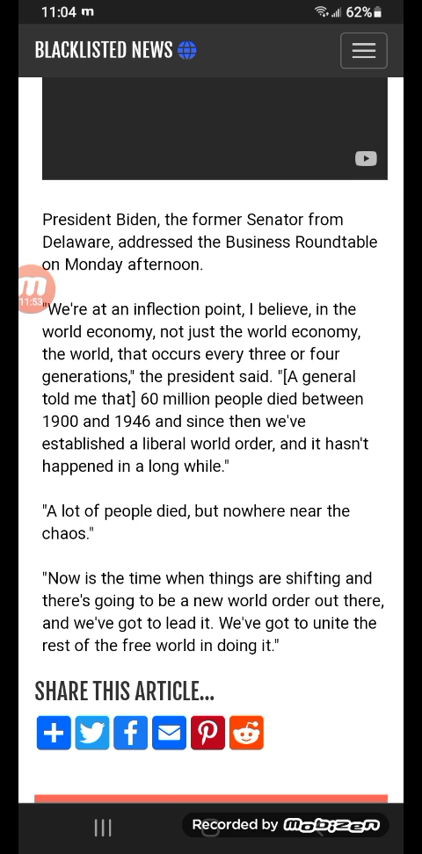 11:04 m
62%
BLACKLISTED NEWS
President Biden, the former Senator from
Delaware, addressed the Business Roundtable
on Monday afternoon.
m
11:53
"We're at an inflection point, I believe, in the
world economy, not just the world economy,
the world, that occurs every three or four
generations," the president said. "[A general
told me that] 60 million people died between
1900 and 1946 and since then we've
established a liberal world order, and it hasn't
happened in a long while."
"A lot of people died, but nowhere near the
chaos."
"Now is the time when things are shifting and
there's going to be a new world order out there,
and we've got to lead it. We've got to unite the
rest of the free world in doing it."
SHARE THIS ARTICLE...
Recorded by mobizen